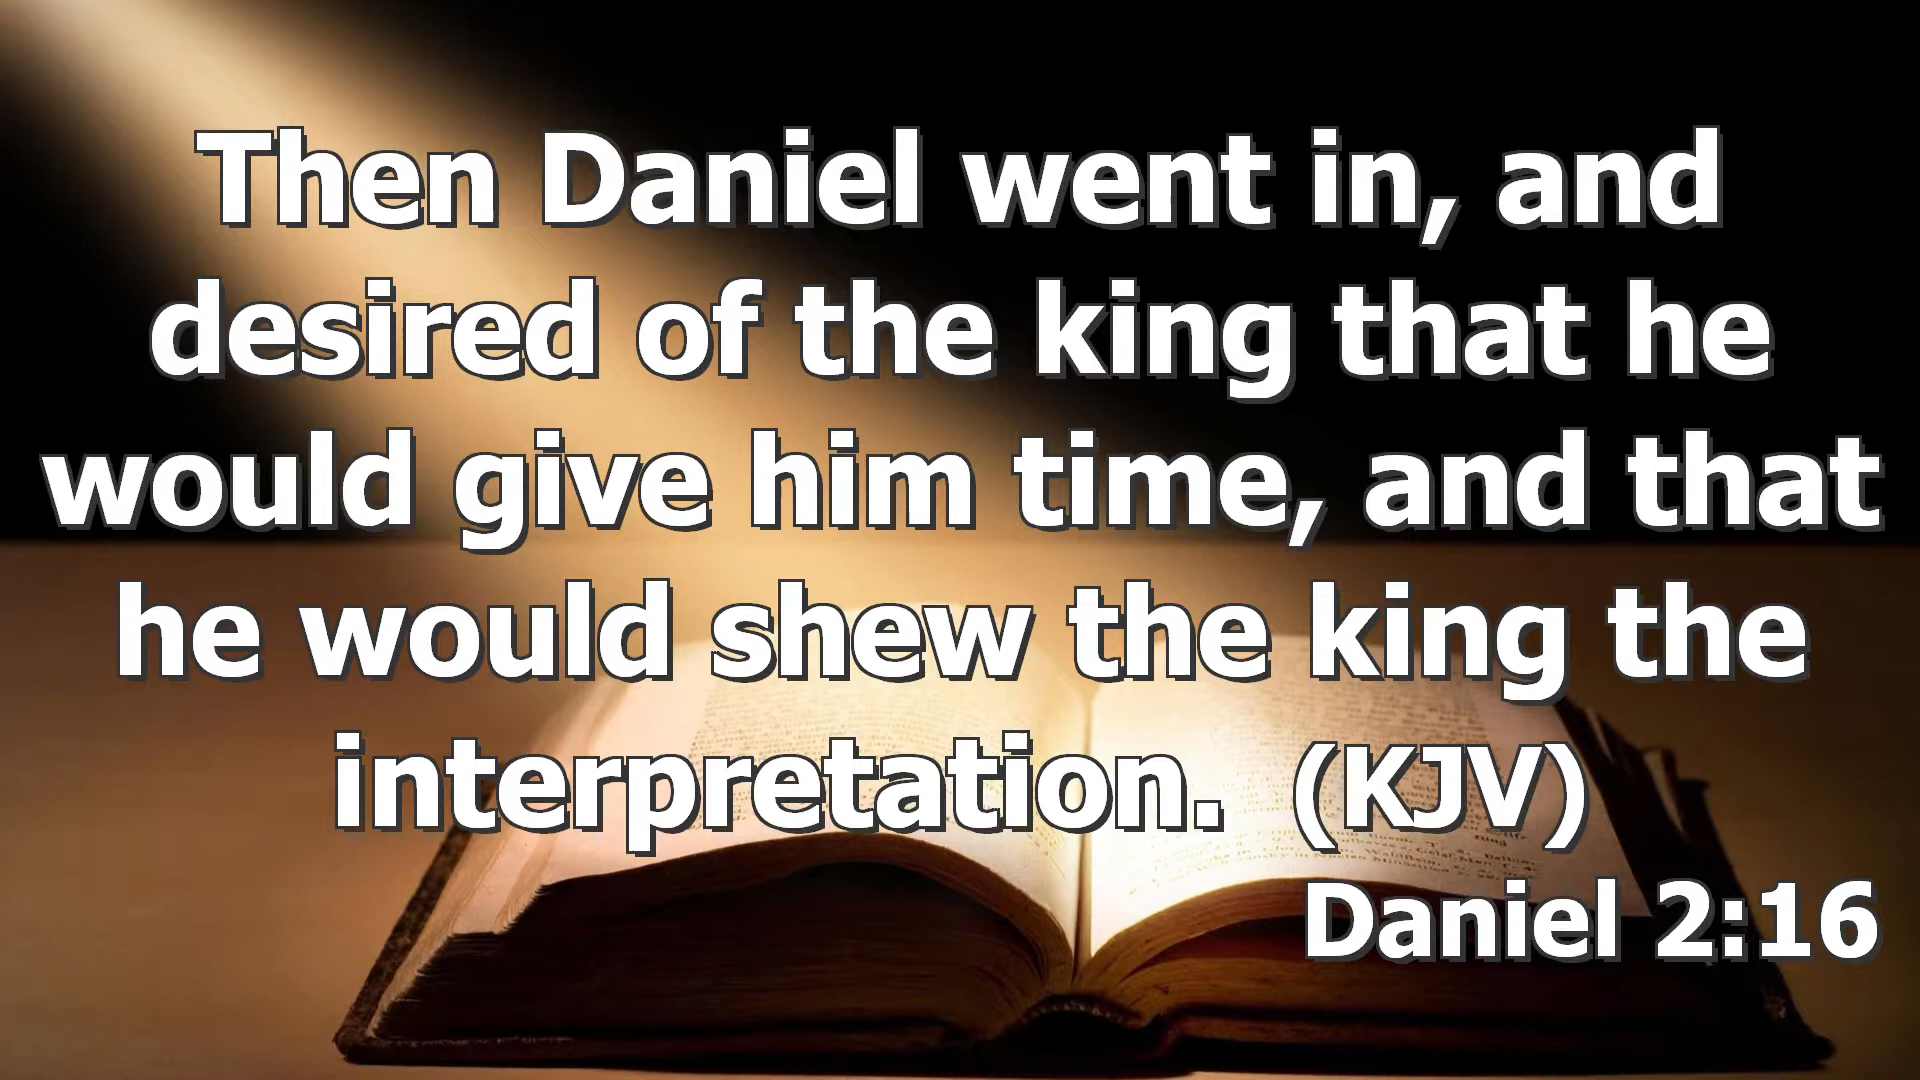 Then Daniel went in, and
desired of the king that he
would give him time, and that
he would shew the king the
interpretation.  (KJV)
Daniel 2:16